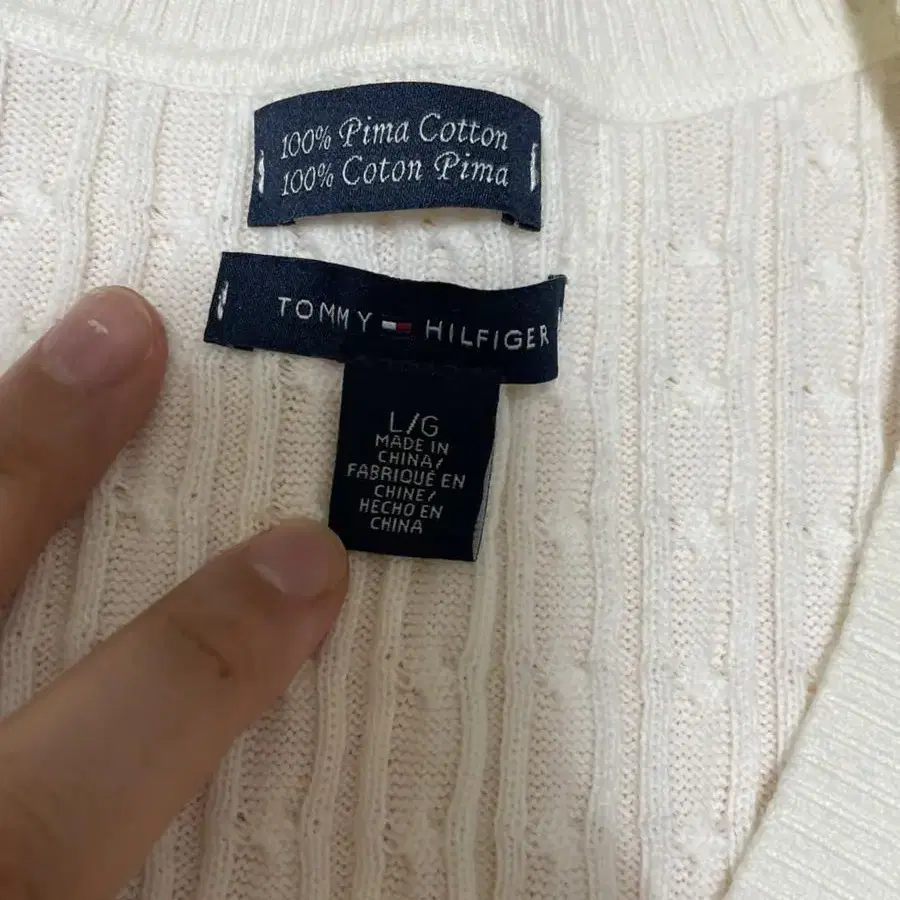 100% Pima Cotton
100% Coton Pima
TOMMY HILFIGER
L/G
MADE IN
CHINA/
FABRIQUÉ EN
CHINE/
HECHO EN
CHINA